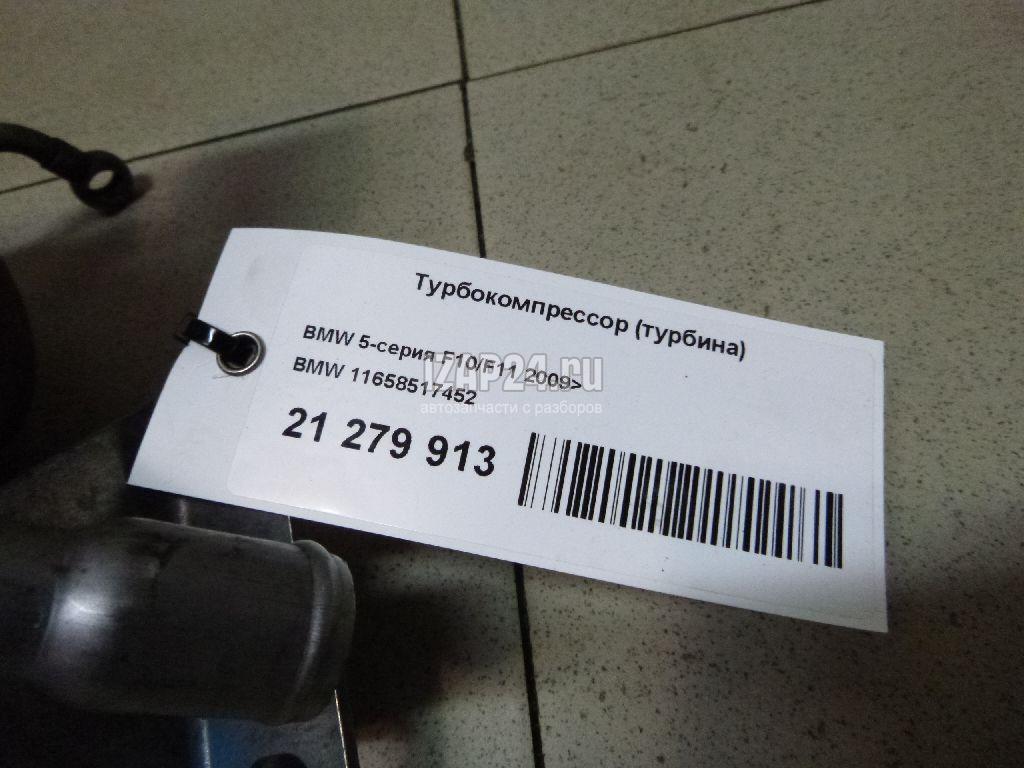 Турбокомпрессор (турбина)
BMW 5-серия F10/F11 2009>
BMW 11658517452
21 279 913
iZAP24.ru
автозапчасти с разборов